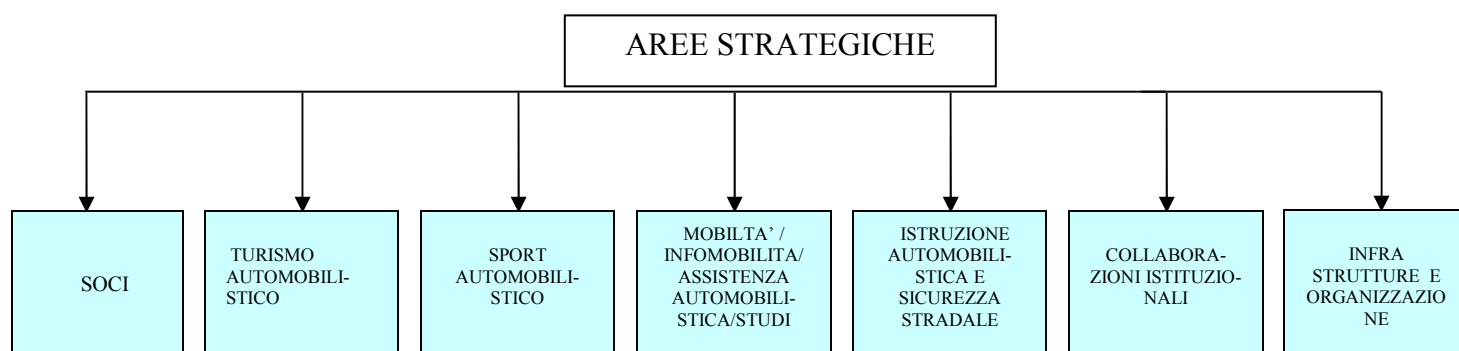 AREE STRATEGICHE
SOCI
TURISMO
AUTOMOBILI-
STICO
SPORT
AUTOMOBILI-
STICO
MOBILTA’ /
INFOMOBILITA/
ASSISTENZA
AUTOMOBILI-
STICA/STUDI
ISTRUZIONE
AUTOMOBILI-
STICA E
SICUREZZA
STRADALE
COLLABORA-
ZIONI ISTITUZIO-
NALI
INFRA
STRUTTURE E
ORGANIZZAZIO
NE